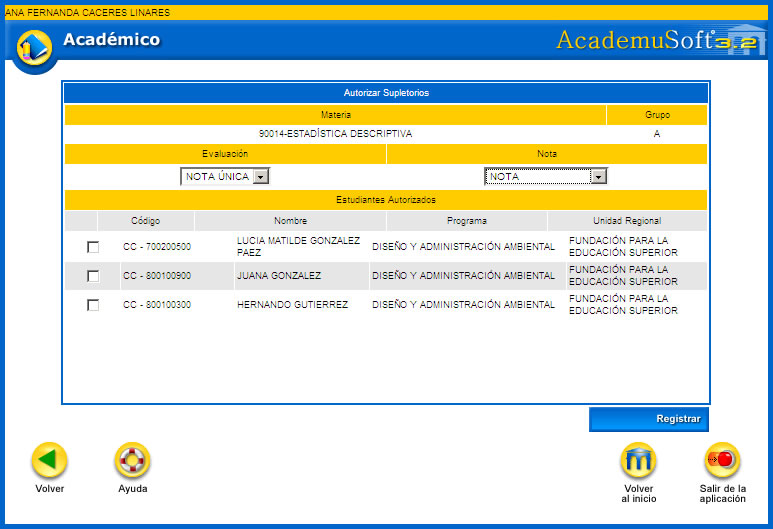 ANA FERNANDA CACERES LINARES
Académico
AcademuSoft 3.2
Autorizar Supletorios
Materia Grupo
90014-ESTADÍSTICA DESCRIPTIVA A
Evaluación Nota
NOTA ÚNICA NOTA
Estudiantes Autorizados
Código Nombre Programa Unidad Regional
CC - 700200500 LUCIA MATILDE GONZALEZ PAEZ DISEÑO Y ADMINISTRACIÓN AMBIENTAL FUNDACIÓN PARA LA EDUCACIÓN SUPERIOR
CC - 800100900 JUANA GONZALEZ DISEÑO Y ADMINISTRACIÓN AMBIENTAL FUNDACIÓN PARA LA EDUCACIÓN SUPERIOR
CC - 800100300 HERNANDO GUTIERREZ DISEÑO Y ADMINISTRACIÓN AMBIENTAL FUNDACIÓN PARA LA EDUCACIÓN SUPERIOR
Registrar
Volver
Ayuda
Volver
al inicio
Salir de la
aplicación